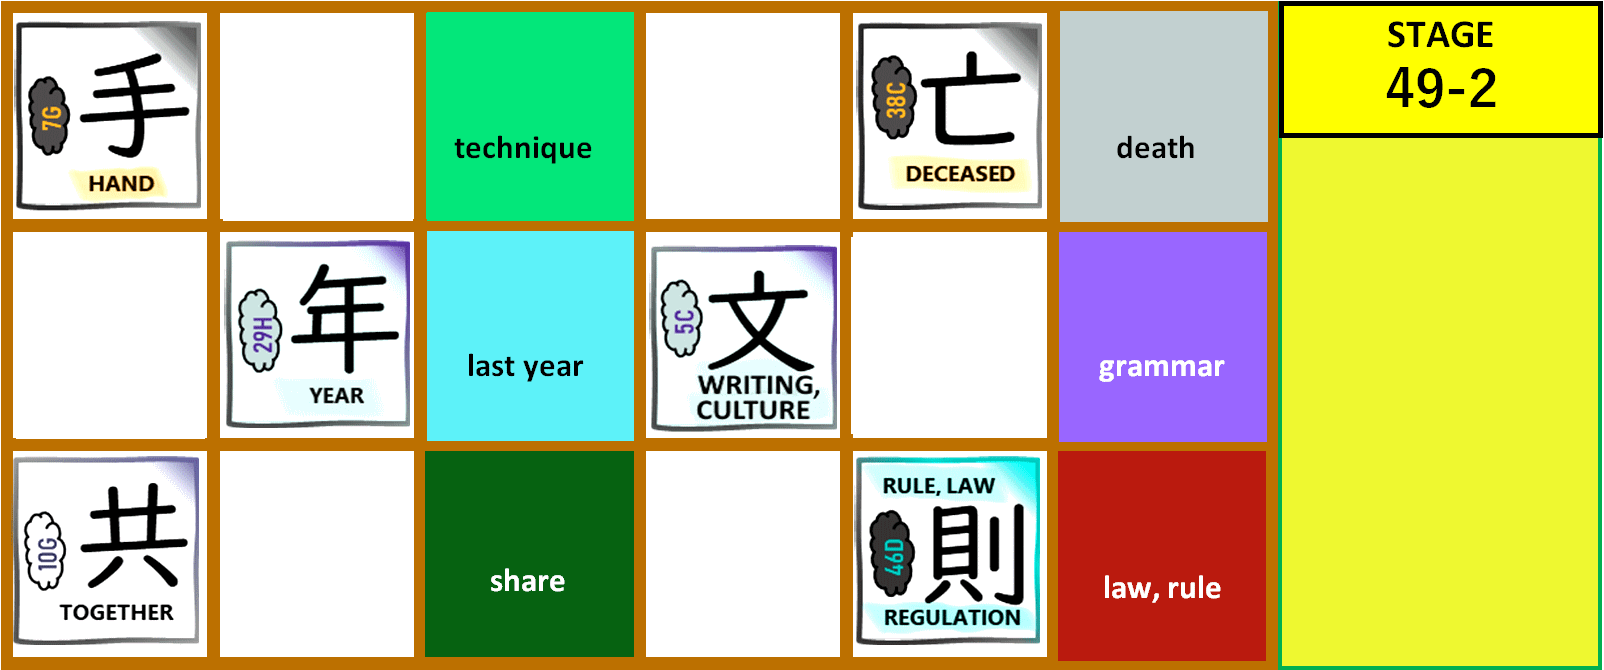 手
7G
HAND
technique
亡
38C
DECEASED
death
STAGE
49-2
年
29H
YEAR
last year
文
5C
WRITING,
CULTURE
grammar
共
10G
TOGETHER
share
RULE, LAW
則
46D
REGULATION
law, rule